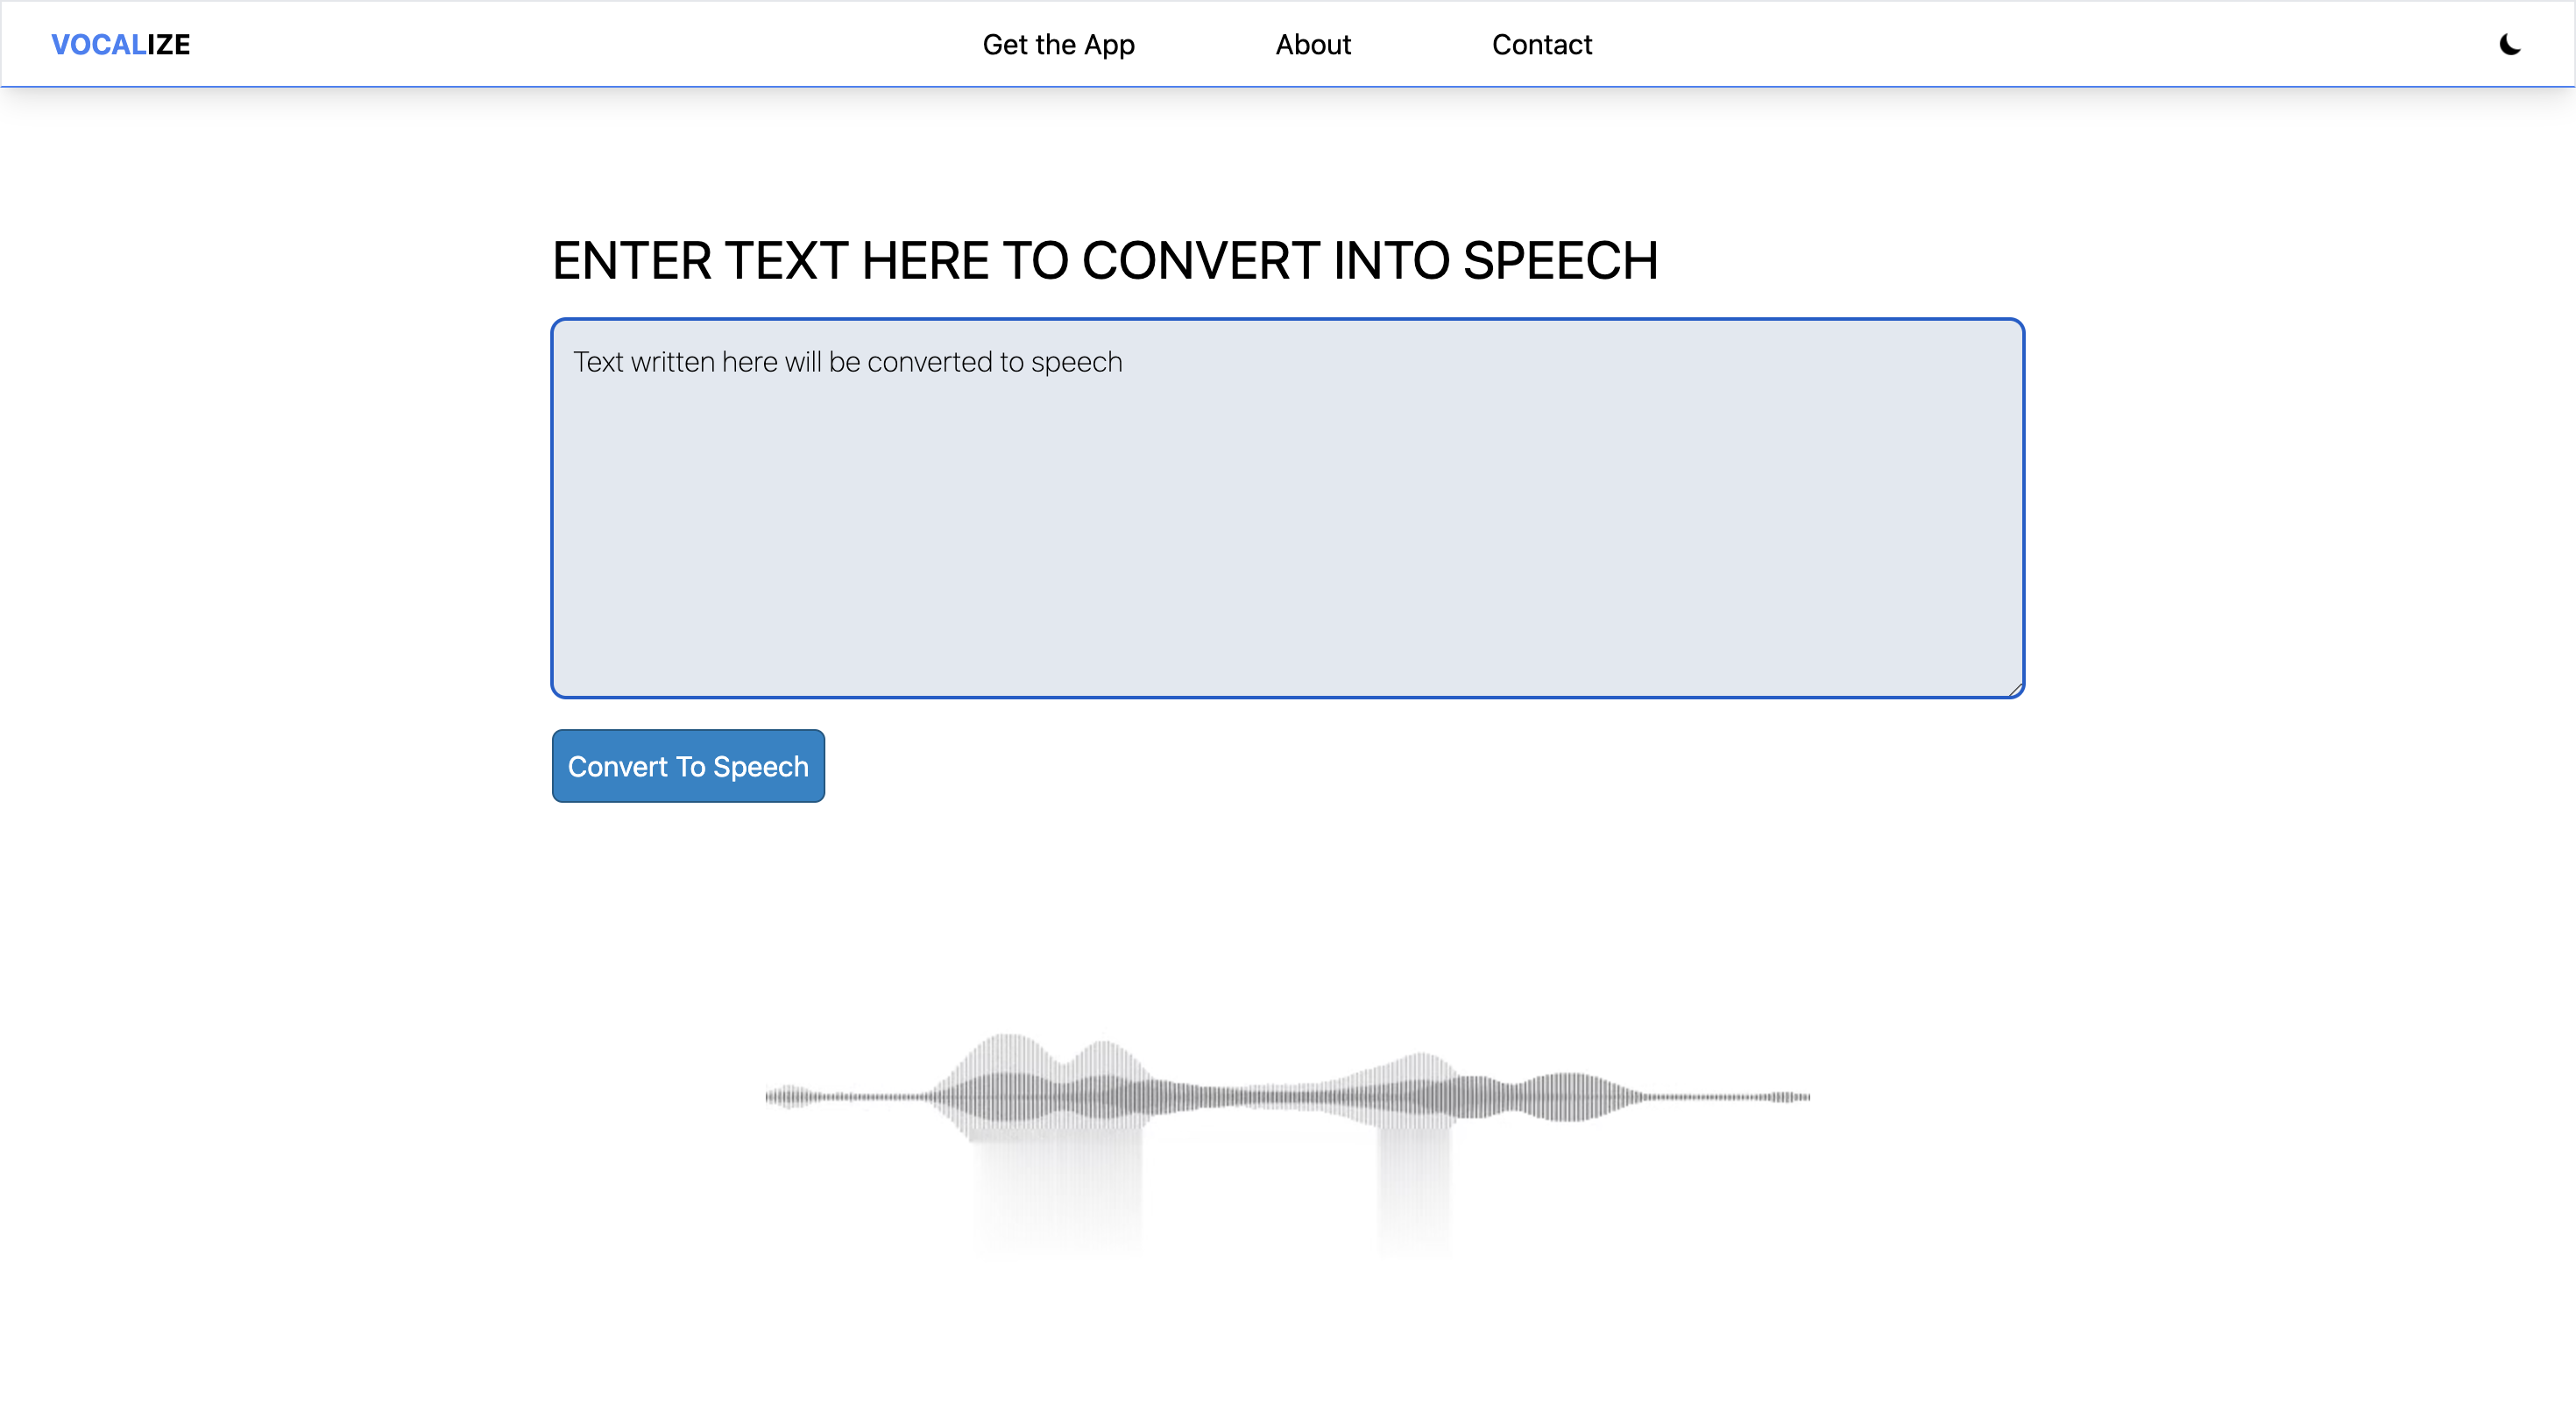 VOCALIZE
Get the App
About
Contact
ENTER TEXT HERE TO CONVERT INTO SPEECH
Text written here will be converted to speech
Convert To Speech